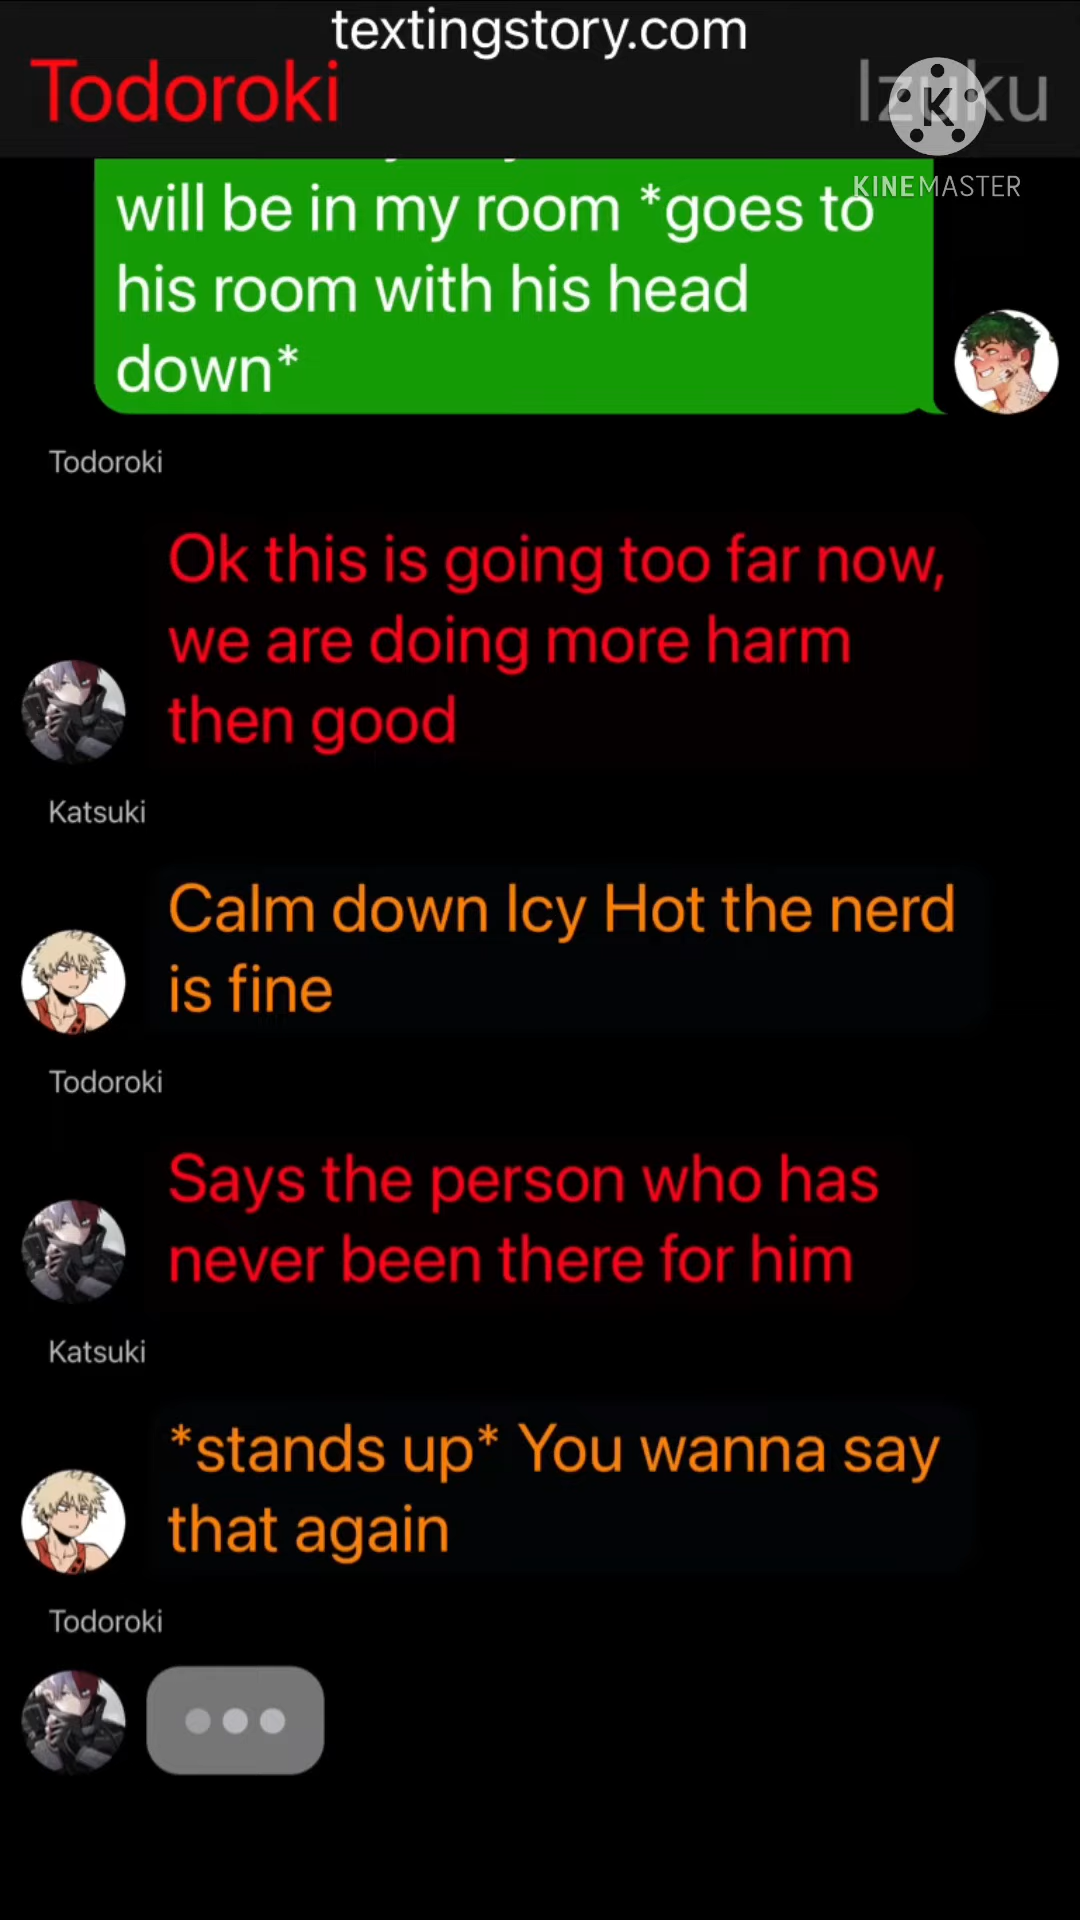 textingstory.com
Todoroki
Izuku
K
KINEMASTER
will be in my room *goes to
his room with his head
down*
Todoroki
Ok this is going too far now,
we are doing more harm
then good
Katsuki
Calm down Icy Hot the nerd
is fine
Todoroki
Says the person who has
never been there for him
Katsuki
*stands up* You wanna say
that again
Todoroki